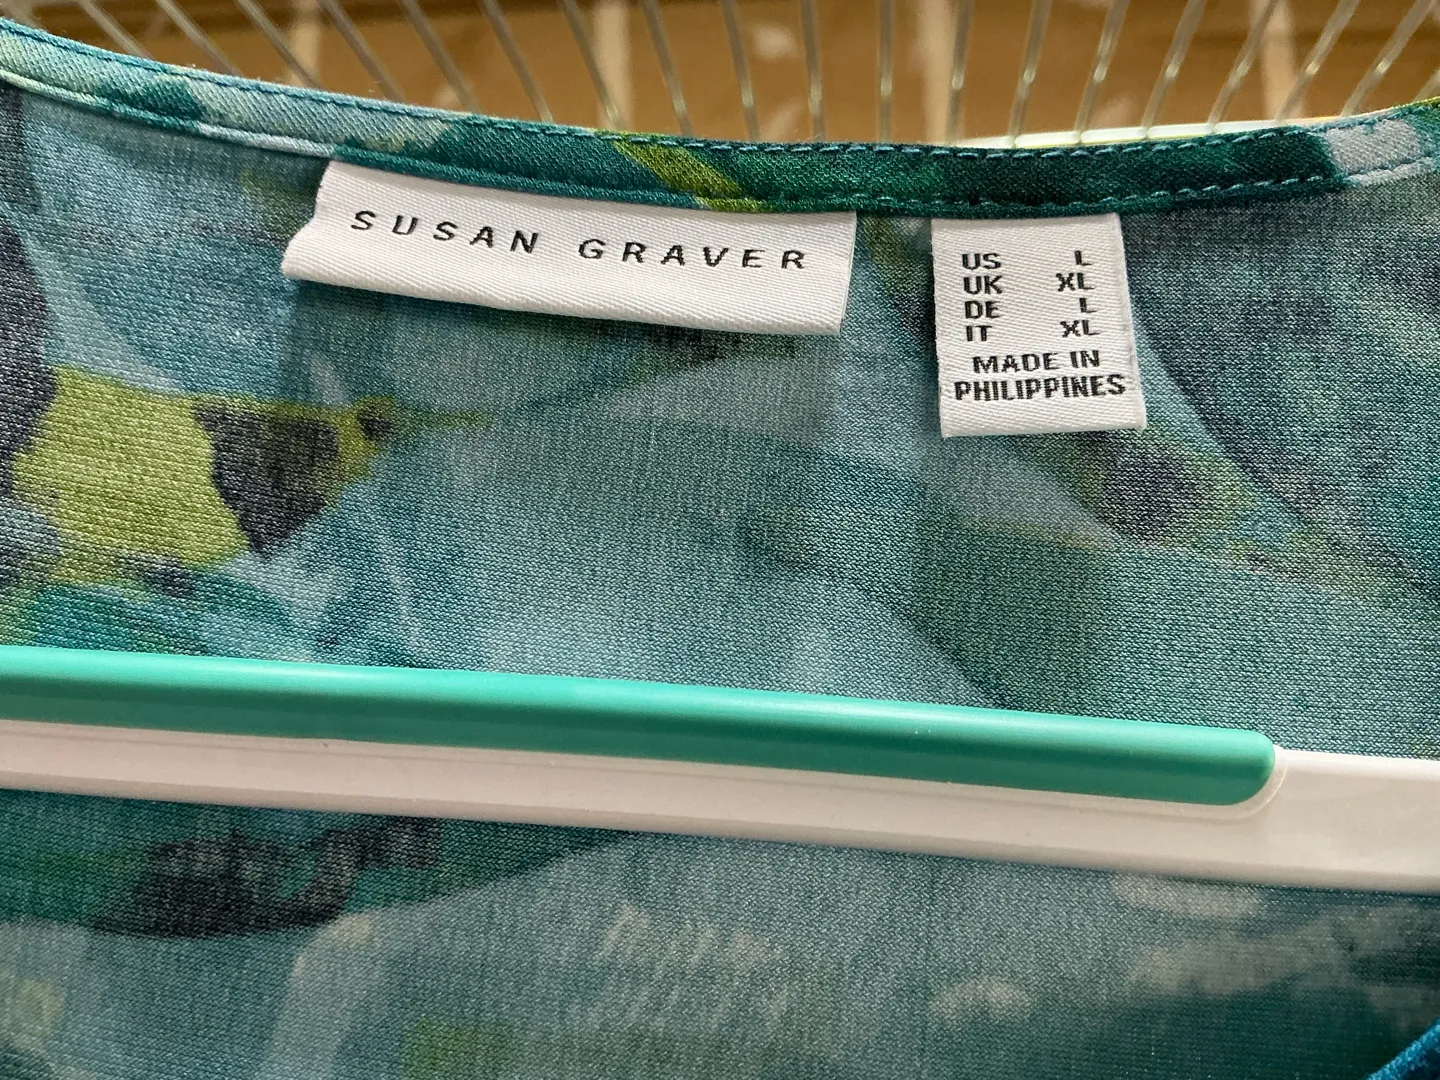 SUSAN GRAVER
US L
UK XL
DE L
IT XL
MADE IN
PHILIPPINES